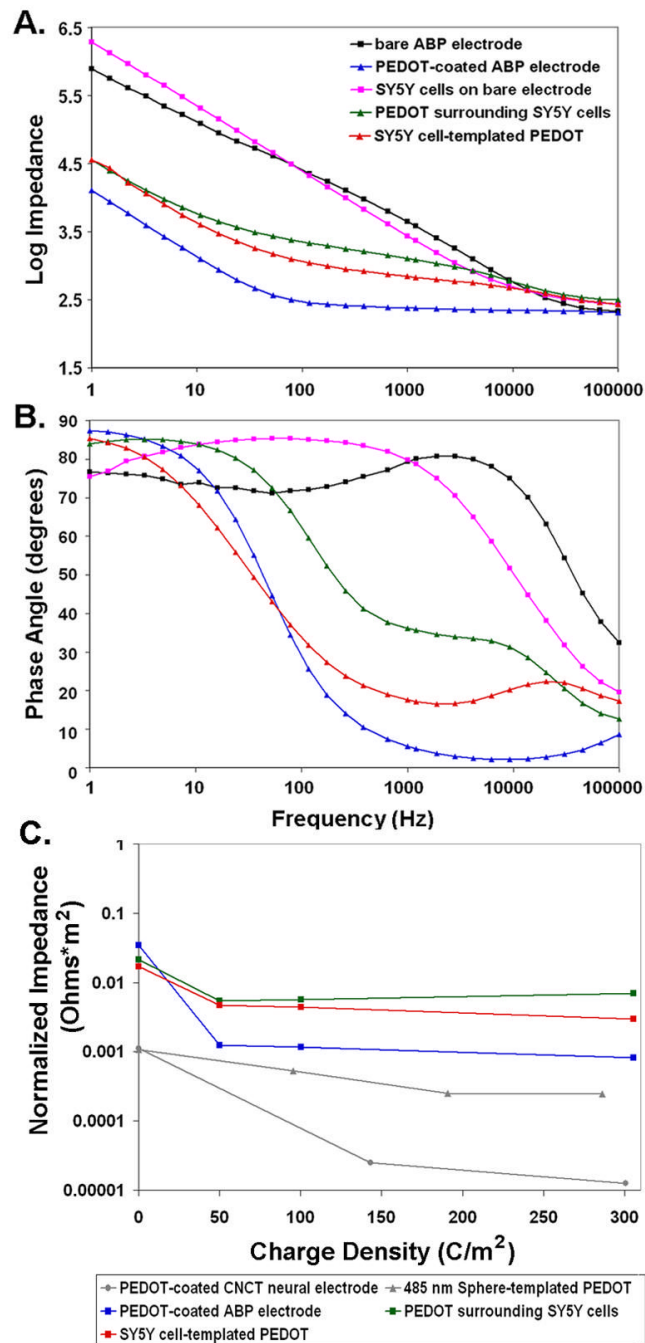 A.
6.5
5.5
4.5
3.5
2.5
1.5
Log Impedance
bare ABP electrode
PEDOT-coated ABP electrode
SY5Y cells on bare electrode
PEDOT surrounding SY5Y cells
SY5Y cell-templated PEDOT
1 10 100 1000 10000 100000
B.
90
80
70
60
50
40
30
20
10
0
Phase Angle (degrees)
1 10 100 1000 10000 100000
Frequency (Hz)
C.
1
0.1
0.01
0.001
0.0001
0.00001
Normalized Impedance
(Ohms*m²)
0 50 100 150 200 250 300
Charge Density (C/m²)
PEDOT-coated CNCT neural electrode 485 nm Sphere-templated PEDOT
PEDOT-coated ABP electrode PEDOT surrounding SY5Y cells
SY5Y cell-templated PEDOT